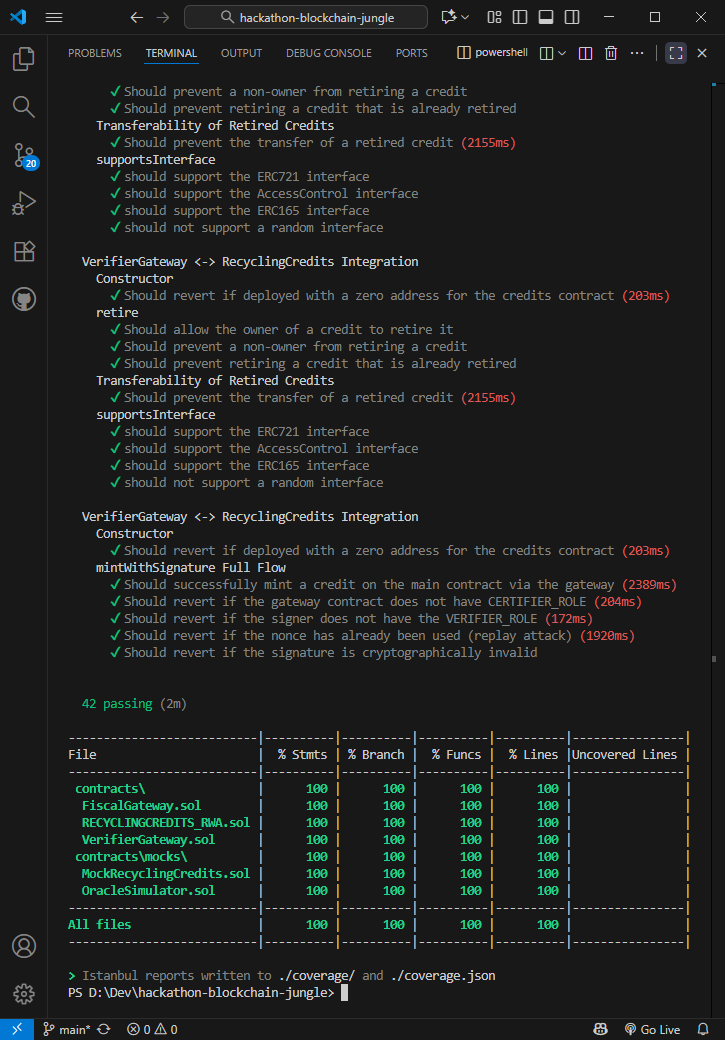 hackathon-blockchain-jungle
PROBLEMS TERMINAL OUTPUT DEBUG CONSOLE PORTS powershell
✓ Should prevent a non-owner from retiring a credit
✓ Should prevent retiring a credit that is already retired
Transferability of Retired Credits
✓ Should prevent the transfer of a retired credit (2155ms)
supportsInterface
✓ should support the ERC721 interface
✓ should support the AccessControl interface
✓ should support the ERC165 interface
✓ should not support a random interface
VerifierGateway <-> RecyclingCredits Integration
Constructor
✓ Should revert if deployed with a zero address for the credits contract (203ms)
retire
✓ Should allow the owner of a credit to retire it
✓ Should prevent a non-owner from retiring a credit
✓ Should prevent retiring a credit that is already retired
Transferability of Retired Credits
✓ Should prevent the transfer of a retired credit (2155ms)
supportsInterface
✓ should support the ERC721 interface
✓ should support the AccessControl interface
✓ should support the ERC165 interface
✓ should not support a random interface
VerifierGateway <-> RecyclingCredits Integration
Constructor
✓ Should revert if deployed with a zero address for the credits contract (203ms)
mintWithSignature Full Flow
✓ Should successfully mint a credit on the main contract via the gateway (2389ms)
✓ Should revert if the gateway contract does not have CERTIFIER_ROLE (204ms)
✓ Should revert if the signer does not have the VERIFIER_ROLE (172ms)
✓ Should revert if the nonce has already been used (replay attack) (1920ms)
✓ Should revert if the signature is cryptographically invalid
42 passing (2m)
---------------------------|----------|----------|----------|----------|----------------|
File | % Stmts | % Branch | % Funcs | % Lines |Uncovered Lines |
---------------------------|----------|----------|----------|----------|----------------|
contracts\ | 100 | 100 | 100 | 100 | |
FiscalGateway.sol | 100 | 100 | 100 | 100 | |
RECYCLINGCREDITS_RWA.sol | 100 | 100 | 100 | 100 | |
VerifierGateway.sol | 100 | 100 | 100 | 100 | |
contracts\mocks\ | 100 | 100 | 100 | 100 | |
MockRecyclingCredits.sol | 100 | 100 | 100 | 100 | |
OracleSimulator.sol | 100 | 100 | 100 | 100 | |
---------------------------|----------|----------|----------|----------|----------------|
All files | 100 | 100 | 100 | 100 | |
---------------------------|----------|----------|----------|----------|----------------|
> Istanbul reports written to ./coverage/ and ./coverage.json
PS D:\Dev\hackathon-blockchain-jungle>
20
main* 0 0 Go Live